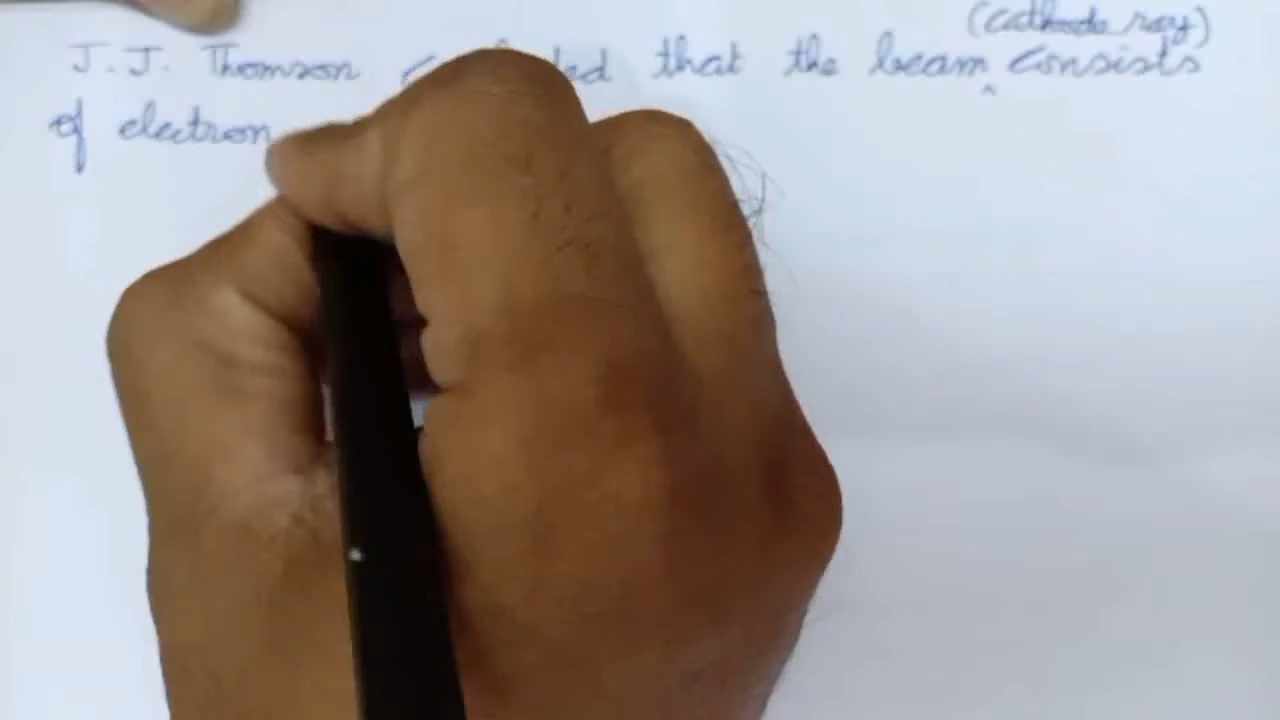 (cathode ray)
J.J. Thomson that the beam ^ consists
of electron